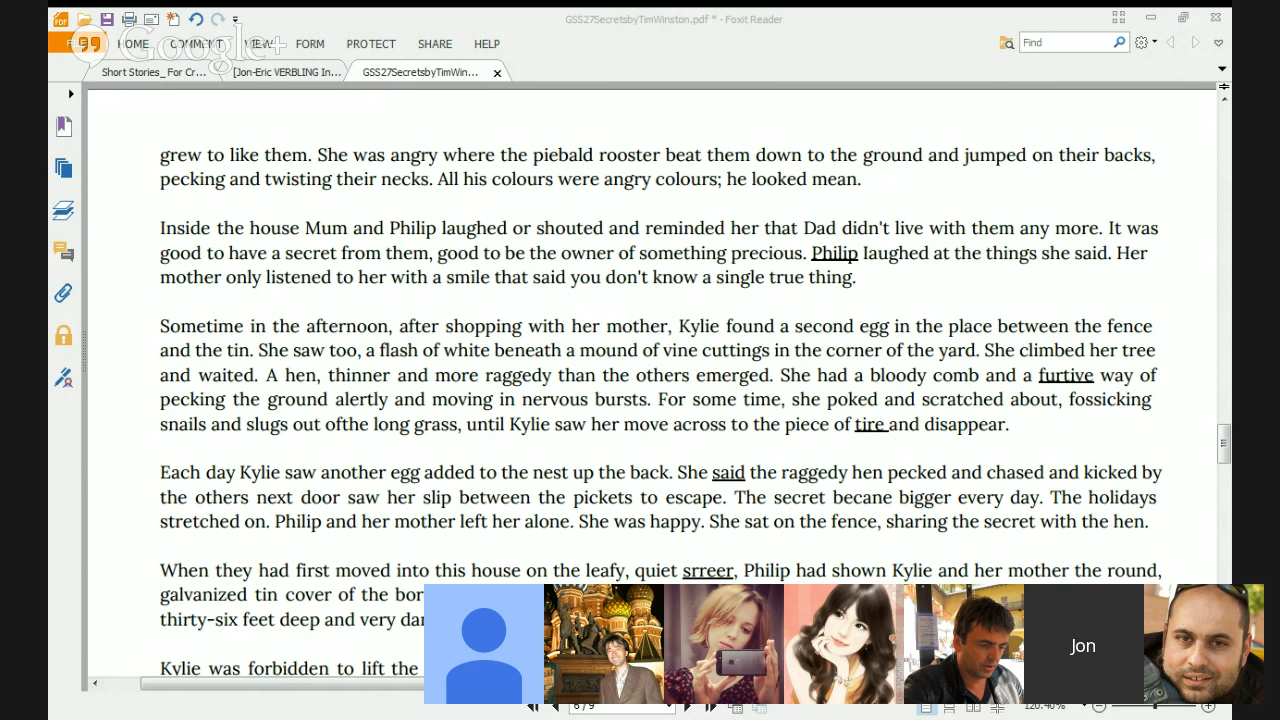 GSS27SecretsbyTimWinston.pdf * - Foxit Reader
HOME COMMENT VIEW FORM PROTECT SHARE HELP
Google+
Find
Short Stories_ For Cr... [Jon-Eric VERBLING In... GSS27SecretsbyTimWin...
grew to like them. She was angry where the piebald rooster beat them down to the ground and jumped on their backs,
pecking and twisting their necks. All his colours were angry colours; he looked mean.
Inside the house Mum and Philip laughed or shouted and reminded her that Dad didn't live with them any more. It was
good to have a secret from them, good to be the owner of something precious. Philip laughed at the things she said. Her
mother only listened to her with a smile that said you don't know a single true thing.
Sometime in the afternoon, after shopping with her mother, Kylie found a second egg in the place between the fence
and the tin. She saw too, a flash of white beneath a mound of vine cuttings in the corner of the yard. She climbed her tree
and waited. A hen, thinner and more raggedy than the others emerged. She had a bloody comb and a furtive way of
pecking the ground alertly and moving in nervous bursts. For some time, she poked and scratched about, fossicking
snails and slugs out ofthe long grass, until Kylie saw her move across to the piece of tire and disappear.
Each day Kylie saw another egg added to the nest up the back. She said the raggedy hen pecked and chased and kicked by
the others next door saw her slip between the pickets to escape. The secret becane bigger every day. The holidays
stretched on. Philip and her mother left her alone. She was happy. She sat on the fence, sharing the secret with the hen.
When they had first moved into this house on the leafy, quiet srreer, Philip had shown Kylie and her mother the round,
galvanized tin cover of the bor
thirty-six feet deep and very dar
Kylie was forbidden to lift the
Jon
6 / 9
120.40%